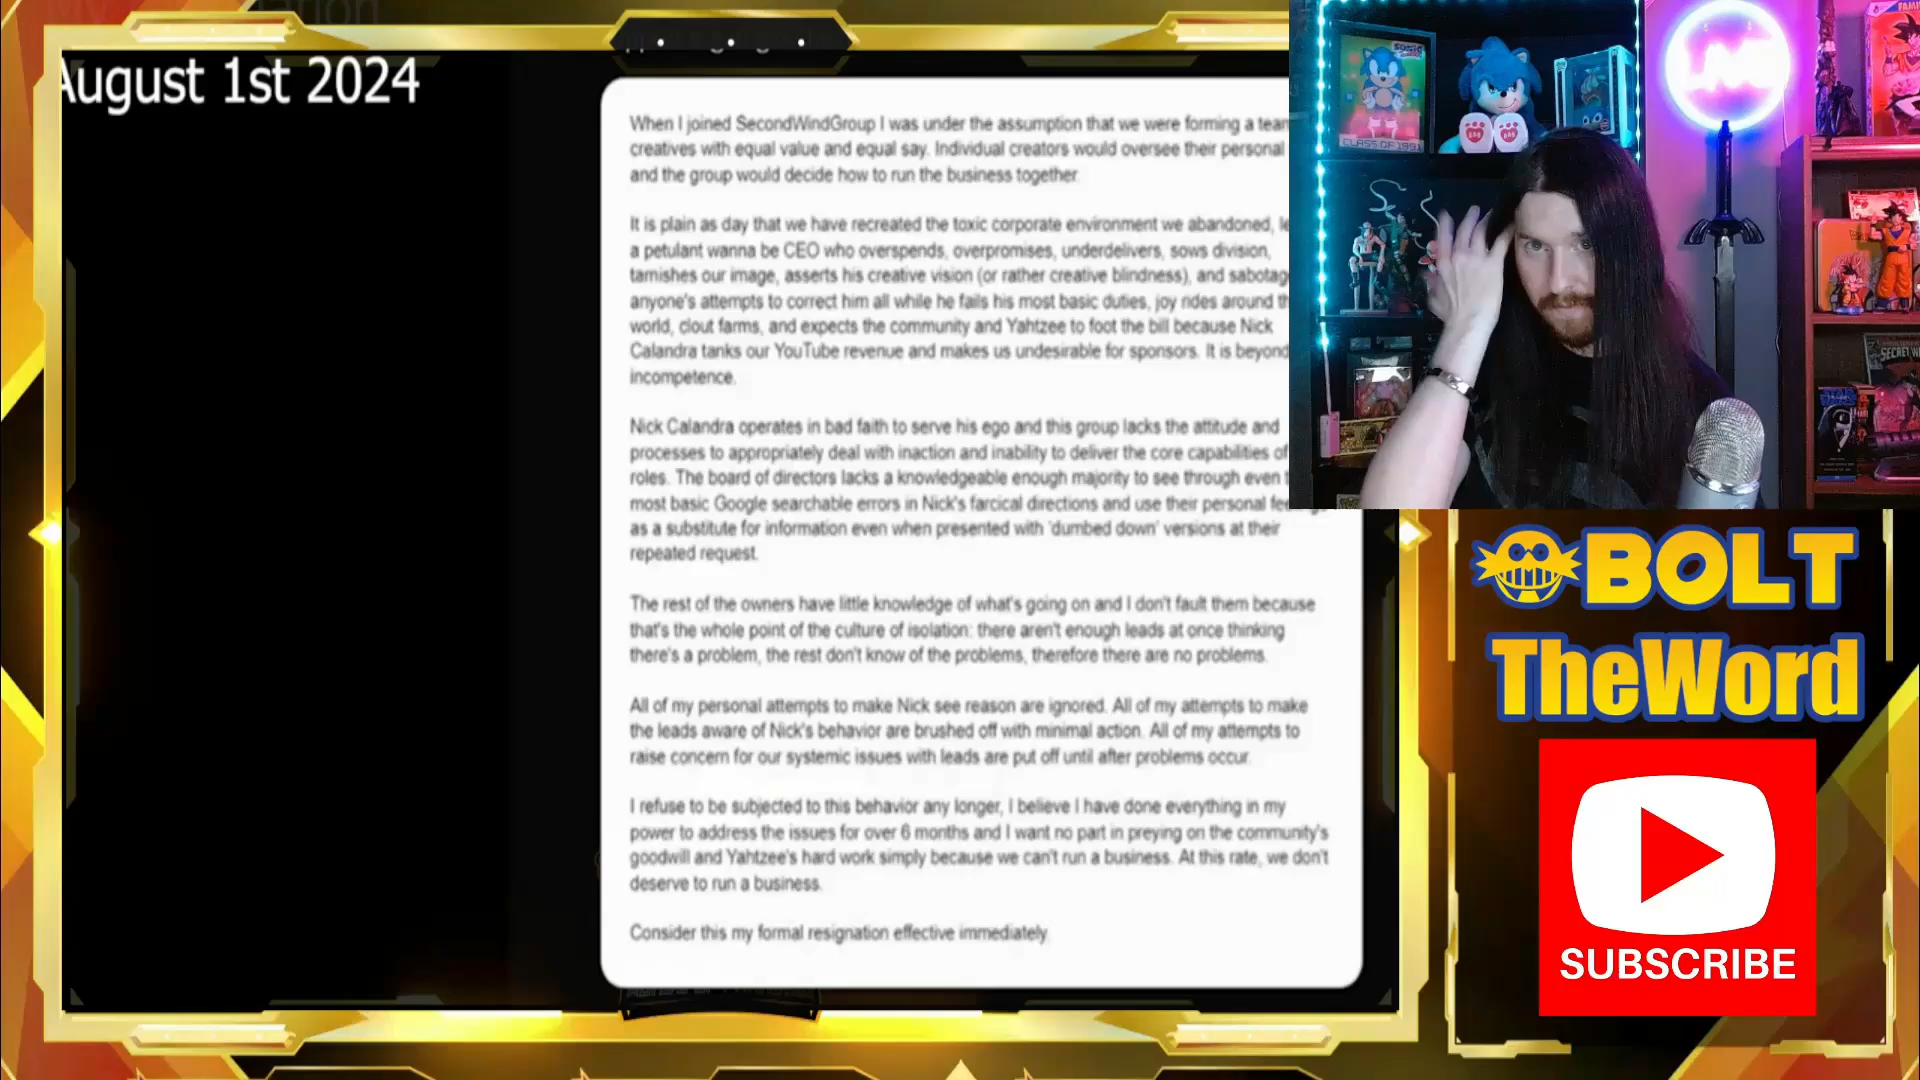 August 1st 2024
When I joined SecondWindGroup I was under the assumption that we were forming a team
creatives with equal value and equal say. Individual creators would oversee their personal
and the group would decide how to run the business together.
It is plain as day that we have recreated the toxic corporate environment we abandoned,
a petulant wanna be CEO who overspends, overpromises, underdelivers, sows division,
tarnishes our image, asserts his creative vision (or rather creative blindness), and
anyone's attempts to correct him all while he fails his most basic duties, joy rides around
world, clout farms, and expects the community and Yahtzee to foot the bill because Nick
Calandra tanks our YouTube revenue and makes us undesirable for sponsors. It is beyond
incompetence.
Nick Calandra operates in bad faith to serve his ego and this group lacks the attitude and
processes to appropriately deal with inaction and inability to deliver the core capabilities of
roles. The board of directors lacks a knowledgeable enough majority to see through even
most basic Google searchable errors in Nick's farcical directions and use their personal
as a substitute for information even when presented with 'dumbed down' versions at their
repeated request.
The rest of the owners have little knowledge of what's going on and I don't fault them because
that's the whole point of the culture of isolation: there aren't enough leads at once thinking
there's a problem, the rest don't know of the problems, therefore there are no problems.
All of my personal attempts to make Nick see reason are ignored. All of my attempts to make
the leads aware of Nick's behavior are brushed off with minimal action. All of my attempts to
raise concern for our systemic issues with leads are put off until after problems occur.
I refuse to be subjected to this behavior any longer, I believe I have done everything in my
power to address the issues for over 6 months and I want no part in preying on the community's
goodwill and Yahtzee's hard work simply because we can't run a business. At this rate, we don't
deserve to run a business.
Consider this my formal resignation effective immediately
CLASS OF 1991
BOLT
TheWord
SUBSCRIBE